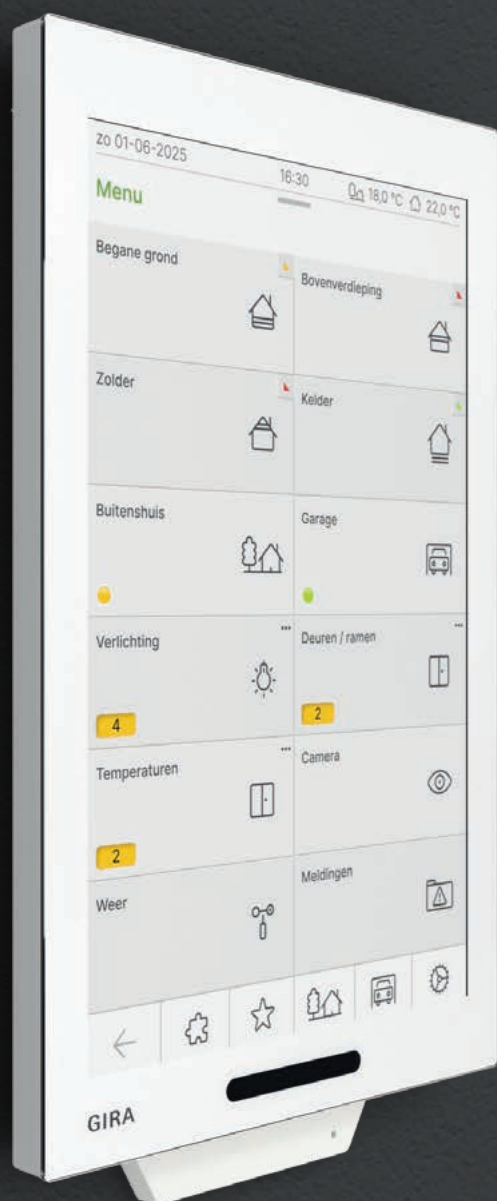 zo 01-06-2025 16:30 18,0 °C 22,0 °C
Menu
Begane grond Bovenverdieping
Zolder Kelder
Buitenshuis Garage
Verlichting Deuren / ramen
4 2
Temperaturen Camera
2
Weer Meldingen
GIRA